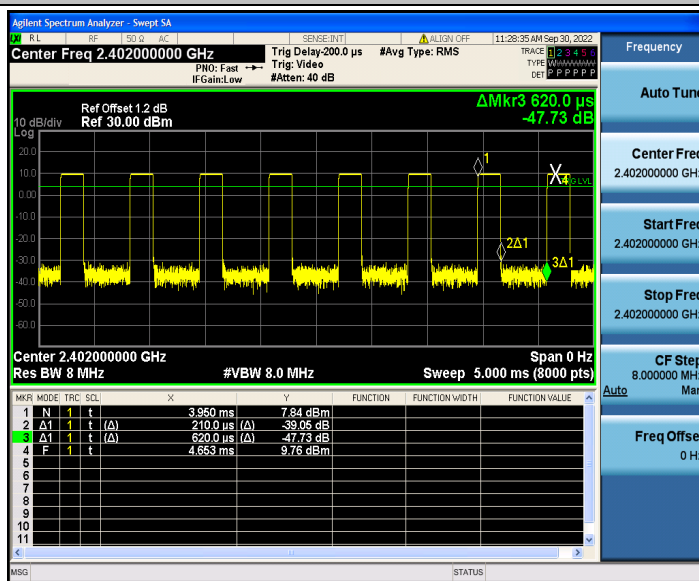 Agilent Spectrum Analyzer - Swept SA
LXI RL RF 50 Ω AC SENSE:INT ALIGN OFF 11:28:35 AM Sep 30, 2022
Center Freq 2.402000000 GHz
PNO: Fast
IFGain:Low
Trig Delay-200.0 µs
Trig: Video
#Atten: 40 dB
#Avg Type: RMS
TRACE 1 2 3 4 5 6
TYPE W
DET P P P P P P
Frequency
Auto Tune
Center Freq
2.402000000 GHz
Start Freq
2.402000000 GHz
Stop Freq
2.402000000 GHz
CF Step
8.000000 MHz
Auto Man
Freq Offset
0 Hz
Ref Offset 1.2 dB
10 dB/div Ref 30.00 dBm
Log
ΔMkr3 620.0 µs
-47.73 dB
20.0
10.0
0.00
-10.0
-20.0
-30.0
-40.0
-50.0
-60.0
1
4
G LVL
2Δ1
3Δ1
Center 2.402000000 GHz Span 0 Hz
Res BW 8 MHz #VBW 8.0 MHz Sweep 5.000 ms (8000 pts)
MKR MODE TRC SCL X Y FUNCTION FUNCTION WIDTH FUNCTION VALUE
1 N 1 t 3.950 ms 7.84 dBm
2 Δ1 1 t (Δ) 210.0 µs (Δ) -39.05 dB
3 Δ1 1 t (Δ) 620.0 µs (Δ) -47.73 dB
4 F 1 t 4.653 ms 9.76 dBm
5
6
7
8
9
10
11
MSG STATUS